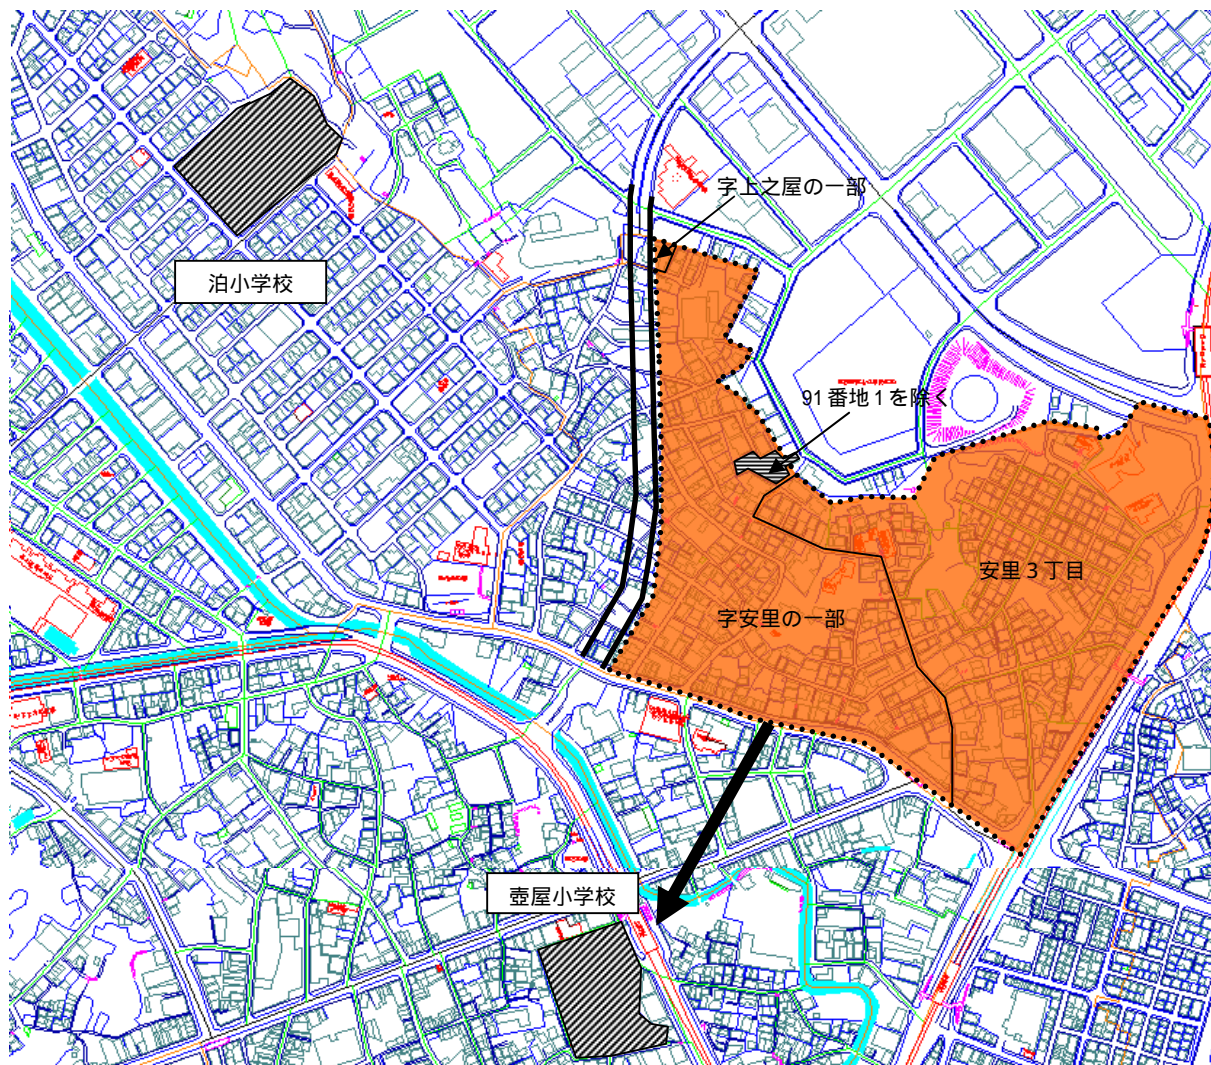 字上之屋の一部
泊小学校
91番地1を除く
安里3丁目
字安里の一部
壺屋小学校